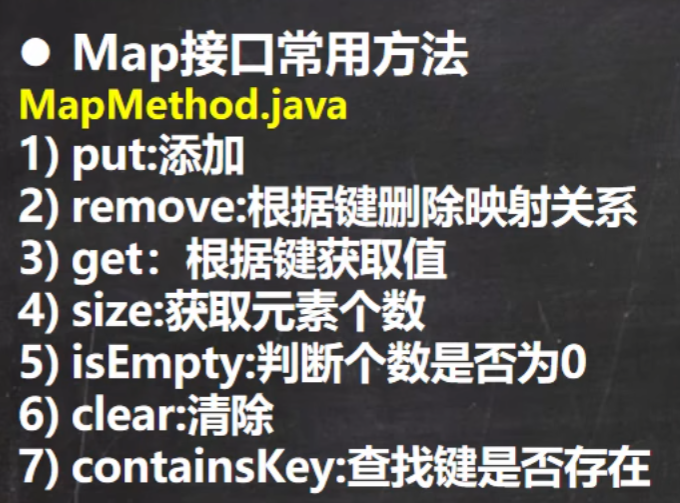 ● Map接口常用方法
MapMethod.java
1) put:添加
2) remove:根据键删除映射关系
3) get：根据键获取值
4) size:获取元素个数
5) isEmpty:判断个数是否为0
6) clear:清除
7) containsKey:查找键是否存在